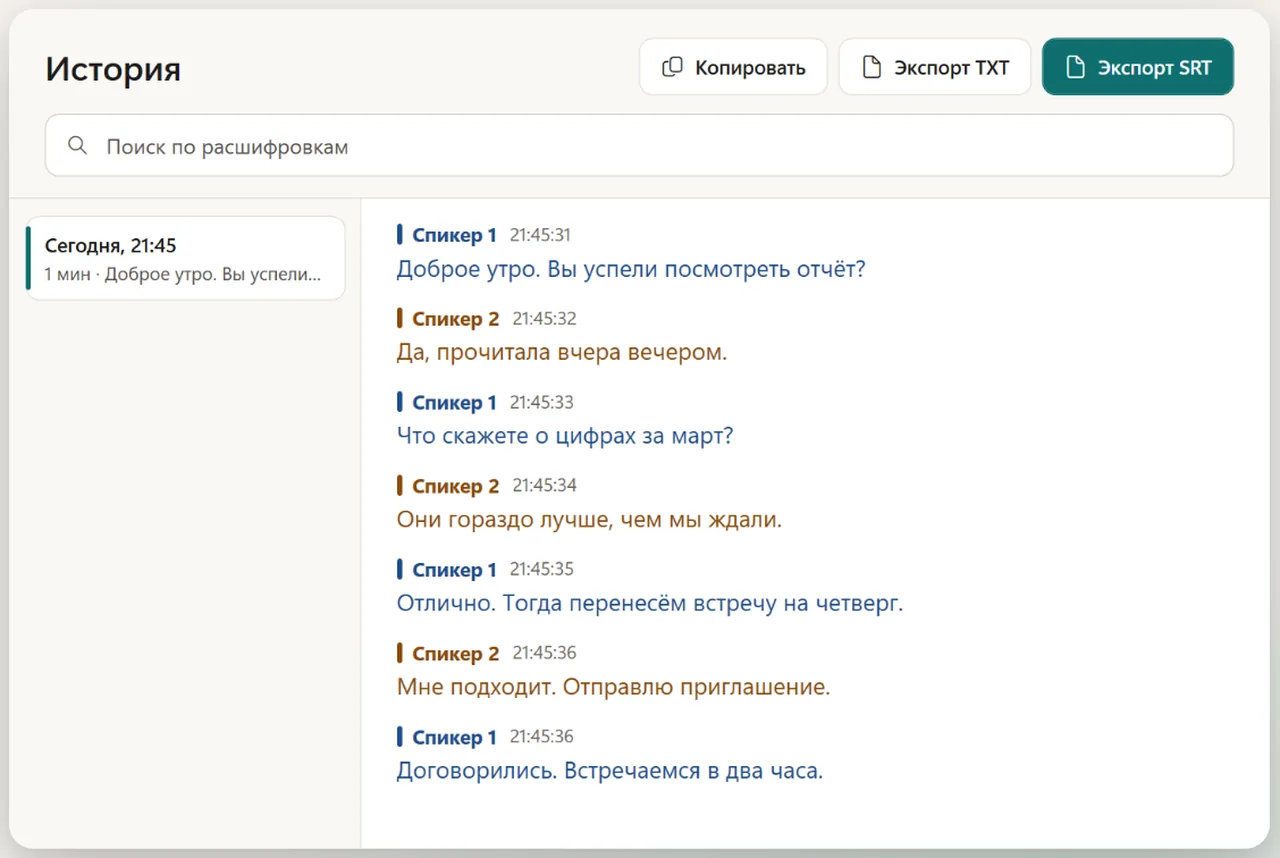 История
Копировать
Экспорт TXT
Экспорт SRT
Поиск по расшифровкам
Сегодня, 21:45
1 мин · Доброе утро. Вы успели...
Спикер 1 21:45:31
Доброе утро. Вы успели посмотреть отчёт?
Спикер 2 21:45:32
Да, прочитала вчера вечером.
Спикер 1 21:45:33
Что скажете о цифрах за март?
Спикер 2 21:45:34
Они гораздо лучше, чем мы ждали.
Спикер 1 21:45:35
Отлично. Тогда перенесём встречу на четверг.
Спикер 2 21:45:36
Мне подходит. Отправлю приглашение.
Спикер 1 21:45:36
Договорились. Встречаемся в два часа.